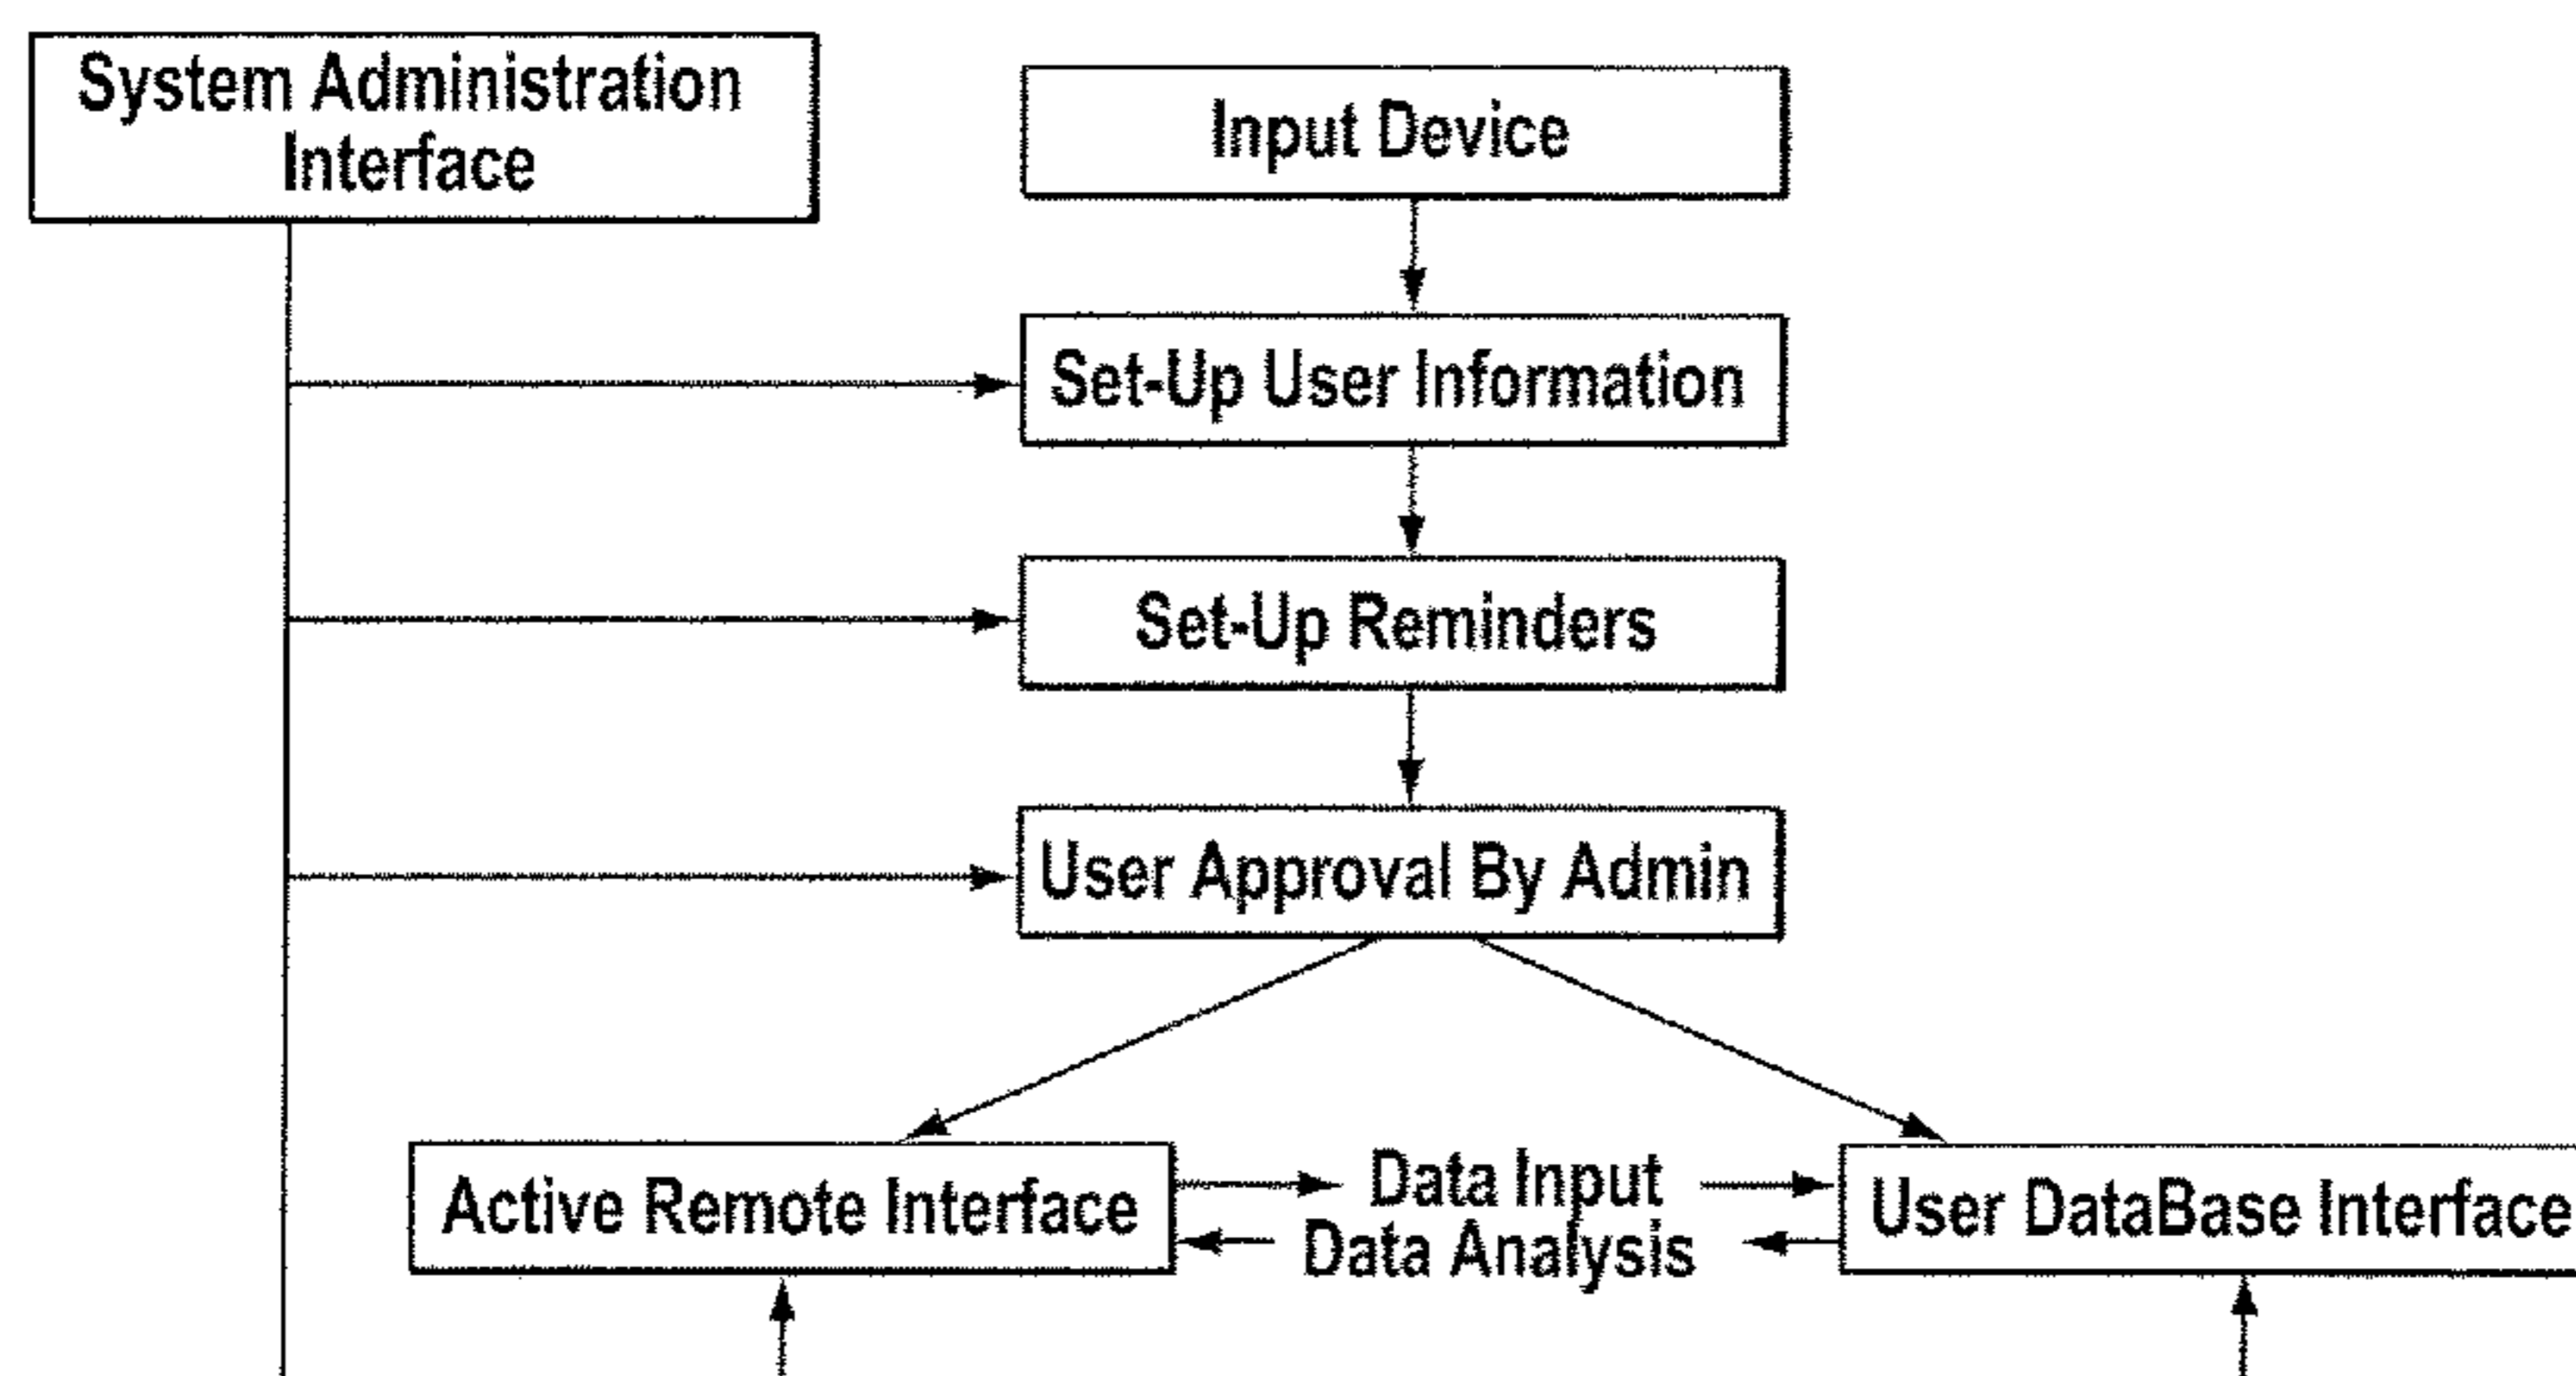 System Administration
Interface
Input Device
Set-Up User Information
Set-Up Reminders
User Approval By Admin
Active Remote Interface
Data Input
Data Analysis
User DataBase Interface